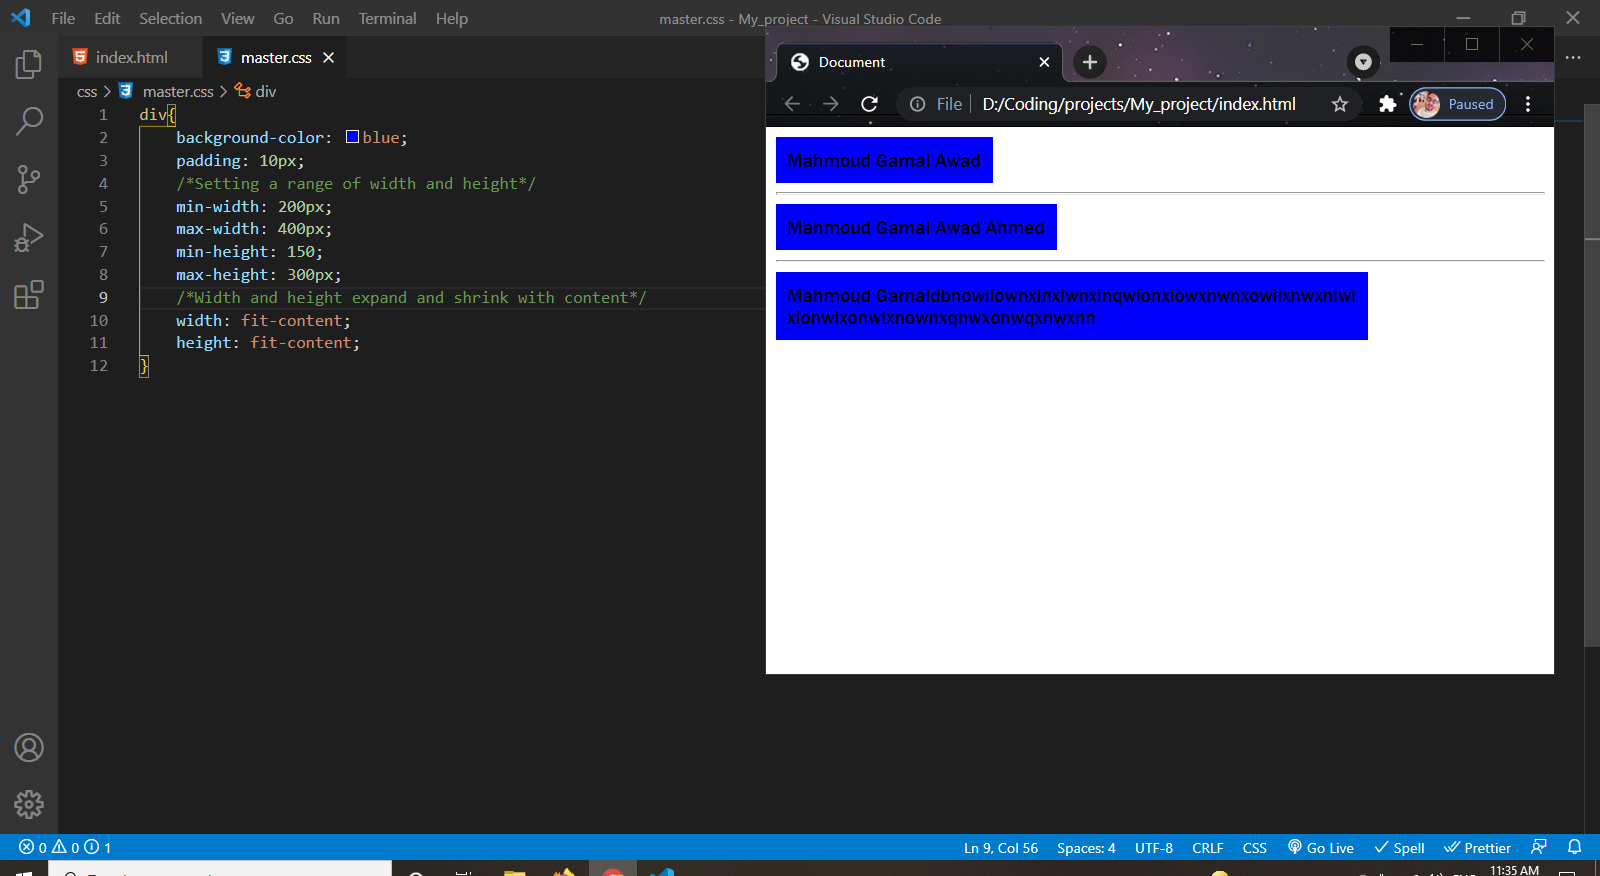 File Edit Selection View Go Run Terminal Help
master.css - My_project - Visual Studio Code
index.html
master.css
css > master.css > div
1 div{
2 background-color: blue;
3 padding: 10px;
4 /*Setting a range of width and height*/
5 min-width: 200px;
6 max-width: 400px;
7 min-height: 150;
8 max-height: 300px;
9 /*Width and height expand and shrink with content*/
10 width: fit-content;
11 height: fit-content;
12 }
Document
File D:/Coding/projects/My_project/index.html
Paused
Mahmoud Gamal Awad
Mahmoud Gamal Awad Ahmed
Mahmoud
0 0 1
Ln 9, Col 56 Spaces: 4 UTF-8 CRLF CSS Go Live Spell Prettier
11:35 AM